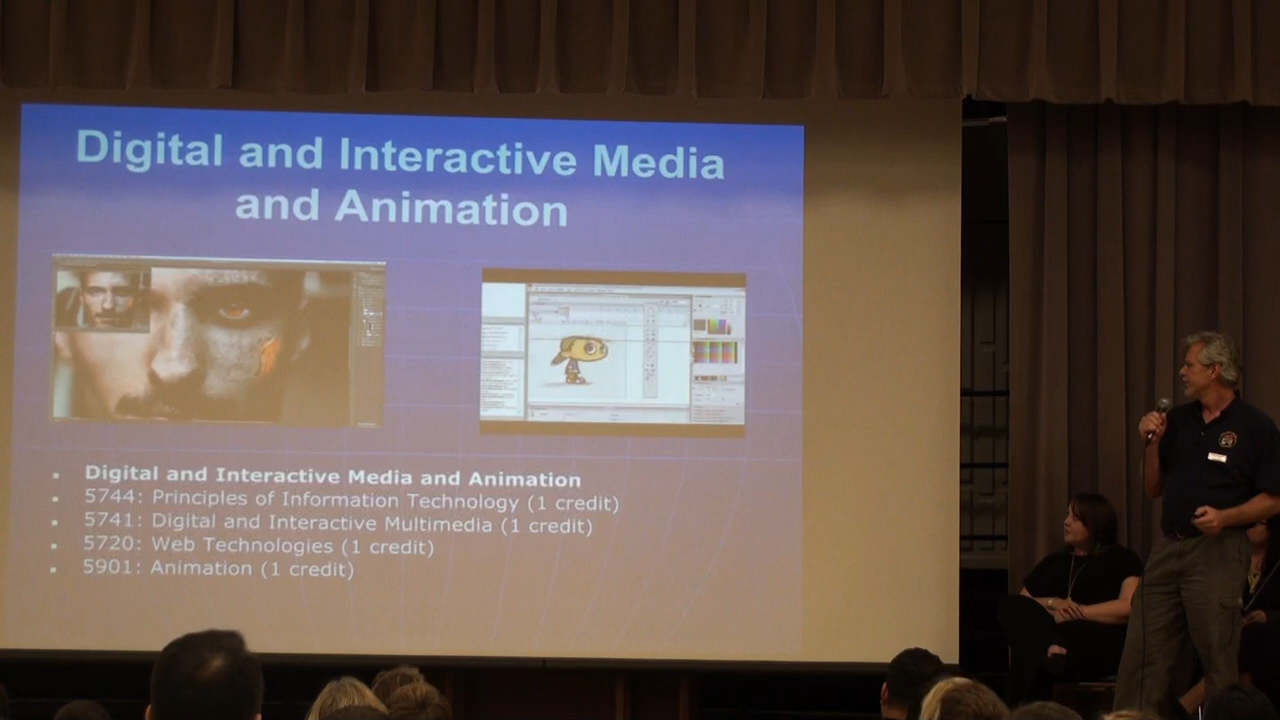 Digital and Interactive Media
and Animation
Digital and Interactive Media and Animation
5744: Principles of Information Technology (1 credit)
5741: Digital and Interactive Multimedia (1 credit)
5720: Web Technologies (1 credit)
5901: Animation (1 credit)